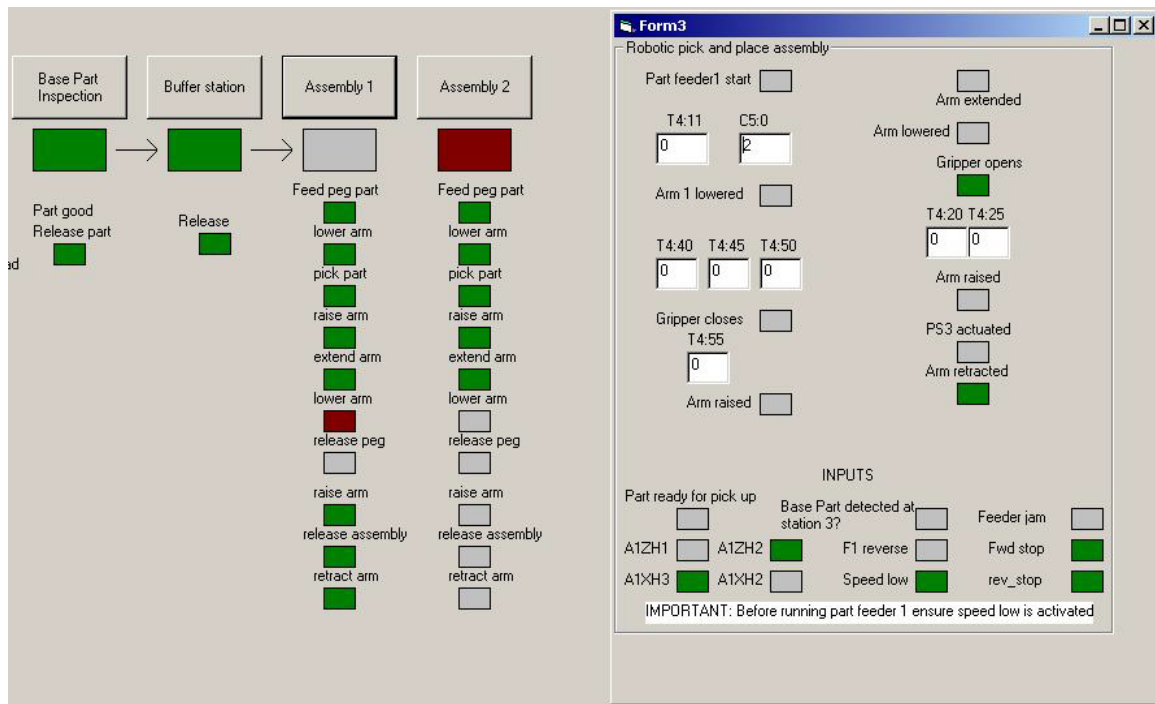 Base Part
Inspection
Buffer station
Assembly 1
Assembly 2
Part good
Release part
ad
Release
Feed peg part
lower arm
pick part
raise arm
extend arm
lower arm
release peg
raise arm
release assembly
retract arm
Feed peg part
lower arm
pick part
raise arm
extend arm
lower arm
release peg
raise arm
release assembly
retract arm
Form3
Robotic pick and place assembly
Part feeder1 start
T4:11 C5:0
0 2
Arm 1 lowered
T4:40 T4:45 T4:50
0 0 0
Gripper closes
T4:55
0
Arm raised
Arm extended
Arm lowered
Gripper opens
T4:20 T4:25
0 0
Arm raised
PS3 actuated
Arm retracted
INPUTS
Part ready for pick up
Base Part detected at
station 3?
Feeder jam
A1ZH1 A1ZH2 F1 reverse Fwd stop
A1XH3 A1XH2 Speed low rev_stop
IMPORTANT: Before running part feeder 1 ensure speed low is activated